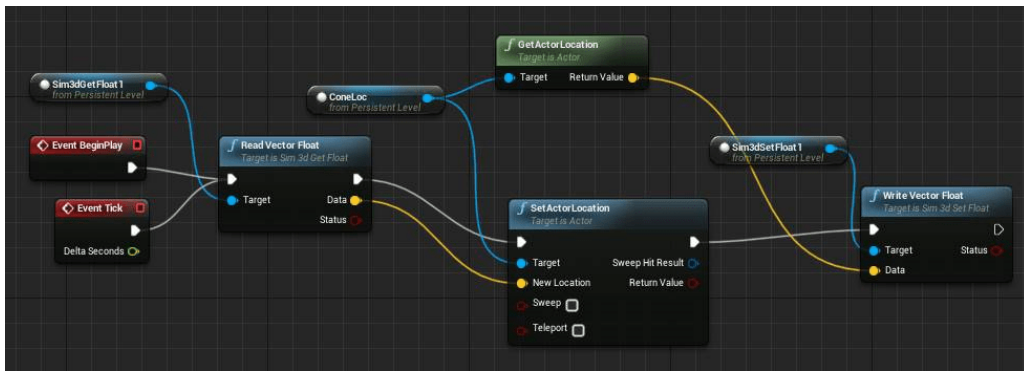 GetActorLocation
Target is Actor
Target Return Value
Sim3dGetFloat1
from Persistent Level
ConeLoc
from Persistent Level
Event BeginPlay
Read Vector Float
Target is Sim 3d Get Float
Target Data
Status
Event Tick
Delta Seconds
Sim3dSetFloat1
from Persistent Level
SetActorLocation
Target is Actor
Target Sweep Hit Result
New Location Return Value
Sweep
Teleport
Write Vector Float
Target is Sim 3d Set Float
Target Status
Data